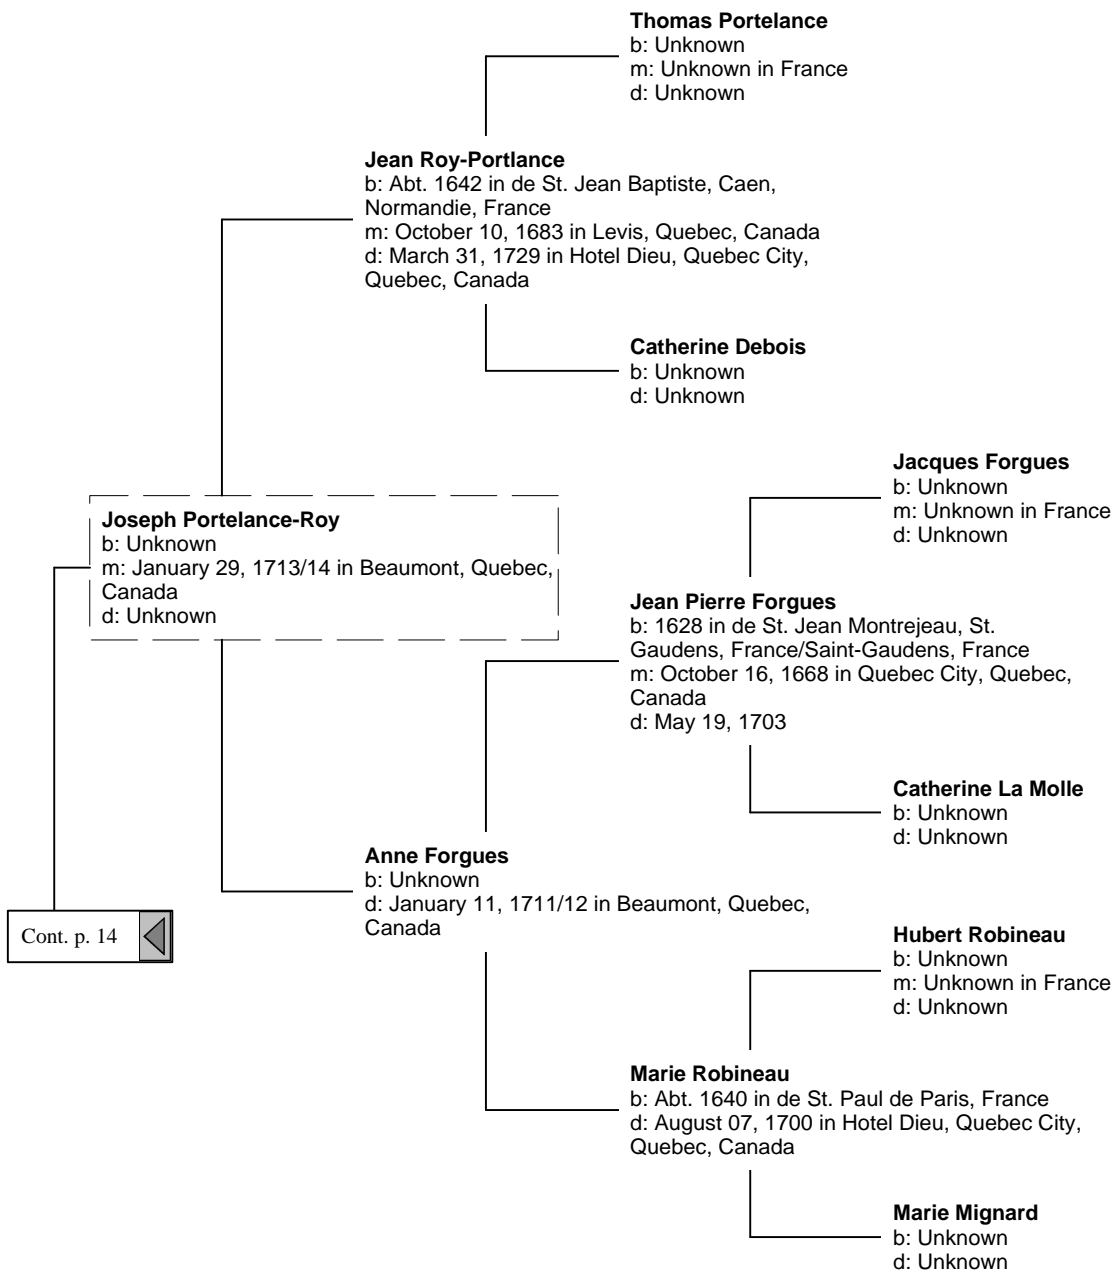 Thomas Portelance
b: Unknown
m: Unknown in France
d: Unknown
Jean Roy-Portlance
b: Abt. 1642 in de St. Jean Baptiste, Caen,
Normandie, France
m: October 10, 1683 in Levis, Quebec, Canada
d: March 31, 1729 in Hotel Dieu, Quebec City,
Quebec, Canada
Catherine Debois
b: Unknown
d: Unknown
Jacques Forgues
b: Unknown
m: Unknown in France
d: Unknown
Joseph Portelance-Roy
b: Unknown
m: January 29, 1713/14 in Beaumont, Quebec,
Canada
d: Unknown
Jean Pierre Forgues
b: 1628 in de St. Jean Montrejeau, St.
Gaudens, France/Saint-Gaudens, France
m: October 16, 1668 in Quebec City, Quebec,
Canada
d: May 19, 1703
Catherine La Molle
b: Unknown
d: Unknown
Anne Forgues
b: Unknown
d: January 11, 1711/12 in Beaumont, Quebec,
Canada
Cont. p. 14
Hubert Robineau
b: Unknown
m: Unknown in France
d: Unknown
Marie Robineau
b: Abt. 1640 in de St. Paul de Paris, France
d: August 07, 1700 in Hotel Dieu, Quebec City,
Quebec, Canada
Marie Mignard
b: Unknown
d: Unknown